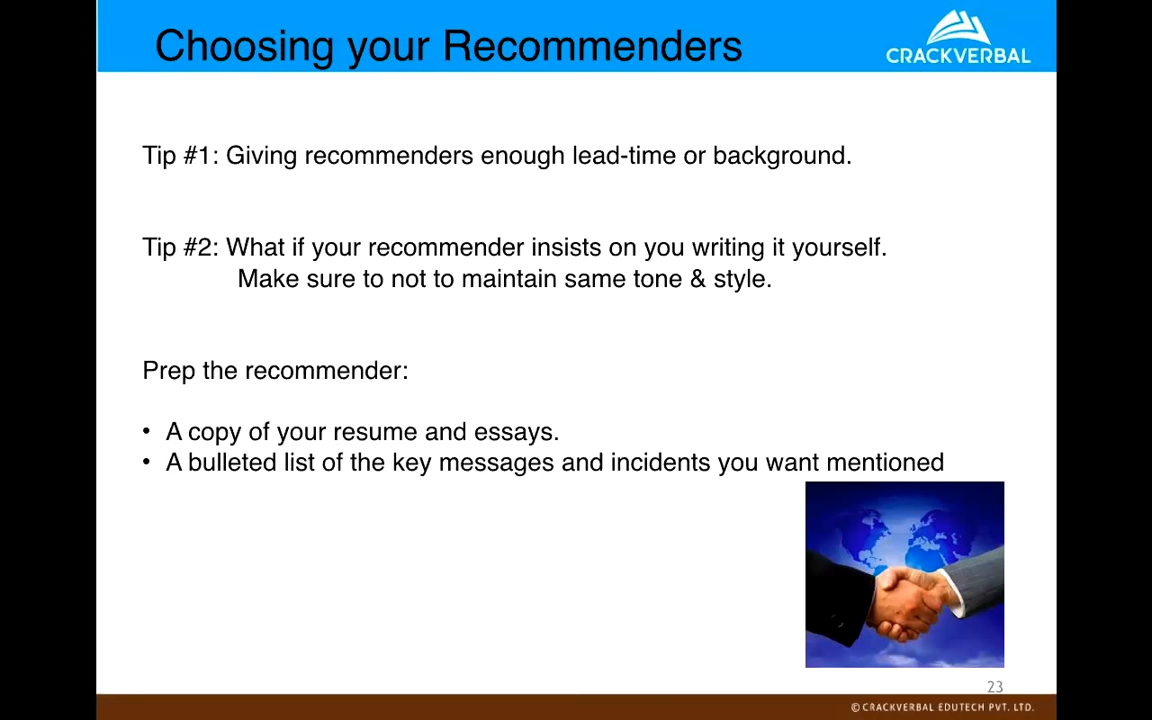 Choosing your Recommenders
CRACKVERBAL
Tip #1: Giving recommenders enough lead-time or background.
Tip #2: What if your recommender insists on you writing it yourself.
Make sure to not to maintain same tone & style.
Prep the recommender:
• A copy of your resume and essays.
• A bulleted list of the key messages and incidents you want mentioned
23
© CRACKVERBAL EDUTECH PVT. LTD.